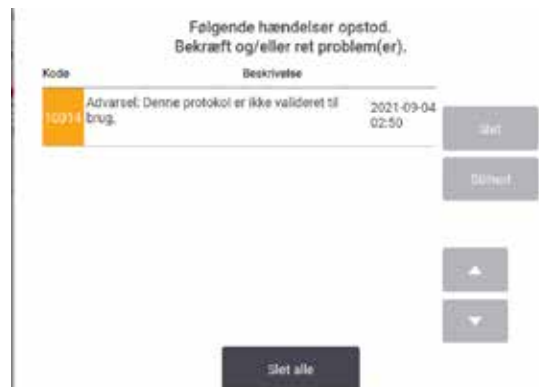 Følgende hændelser opstod.
Bekræft og/eller ret problem(er).
Kode Beskrivelse
Advarsel: Denne protokol er ikke valideret til
brug.
2021-09-04
02:50
Slet
Slet alle